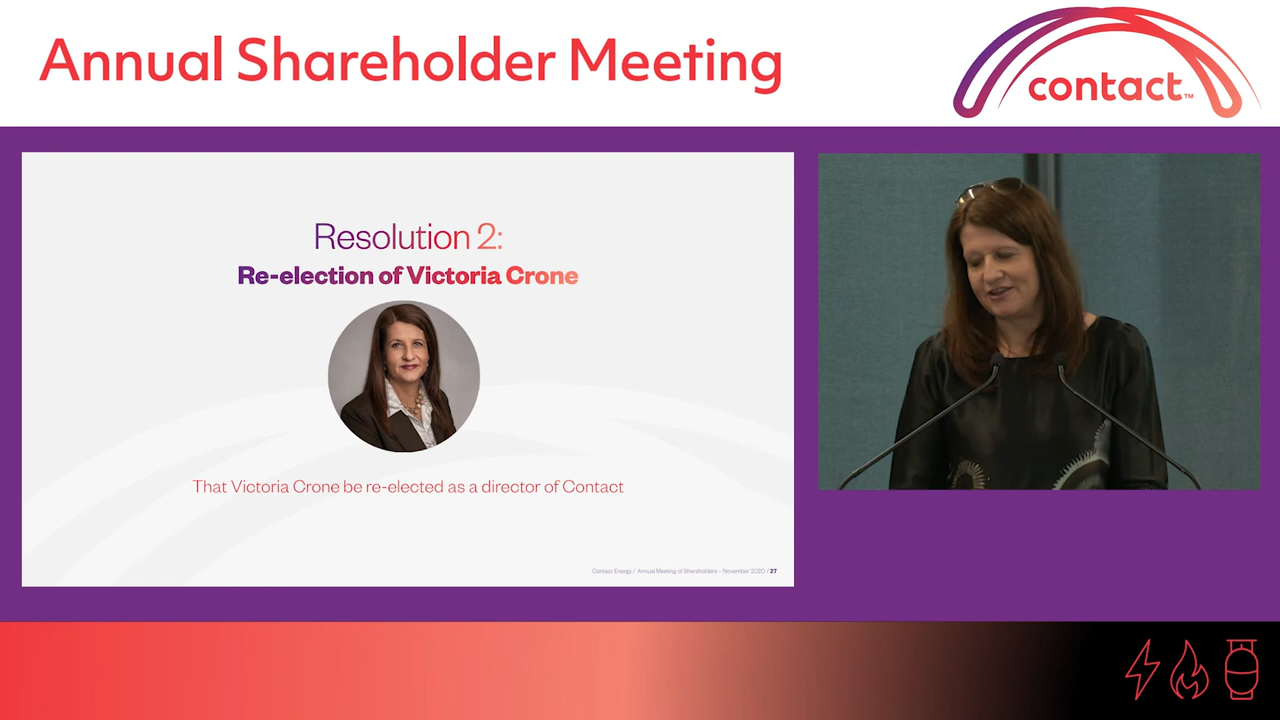 Annual Shareholder Meeting
contact™
Resolution 2:
Re-election of Victoria Crone
That Victoria Crone be re-elected as a director of Contact
Contact Energy / Annual Meeting of Shareholders - November 2020 / 27